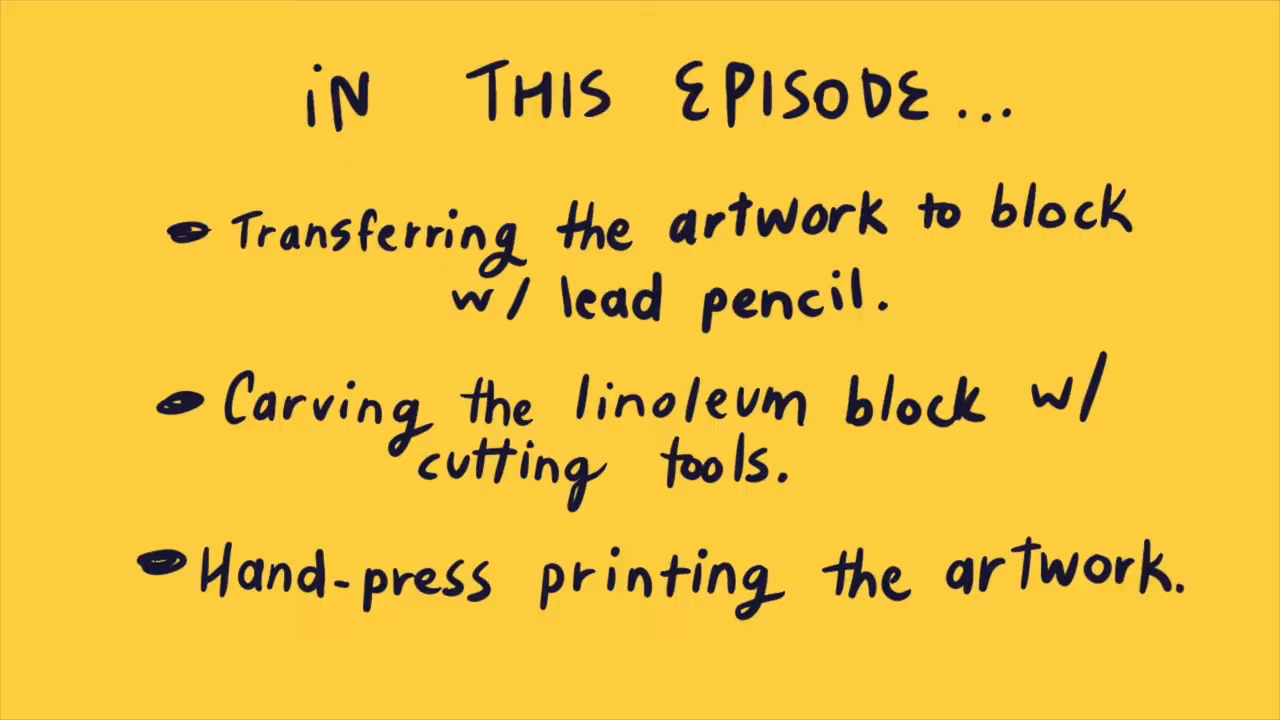 iN THIS EPISODE...
• Transferring the artwork to block
w/ lead pencil.
• Carving the linoleum block w/
cutting tools.
• Hand-press printing the artwork.